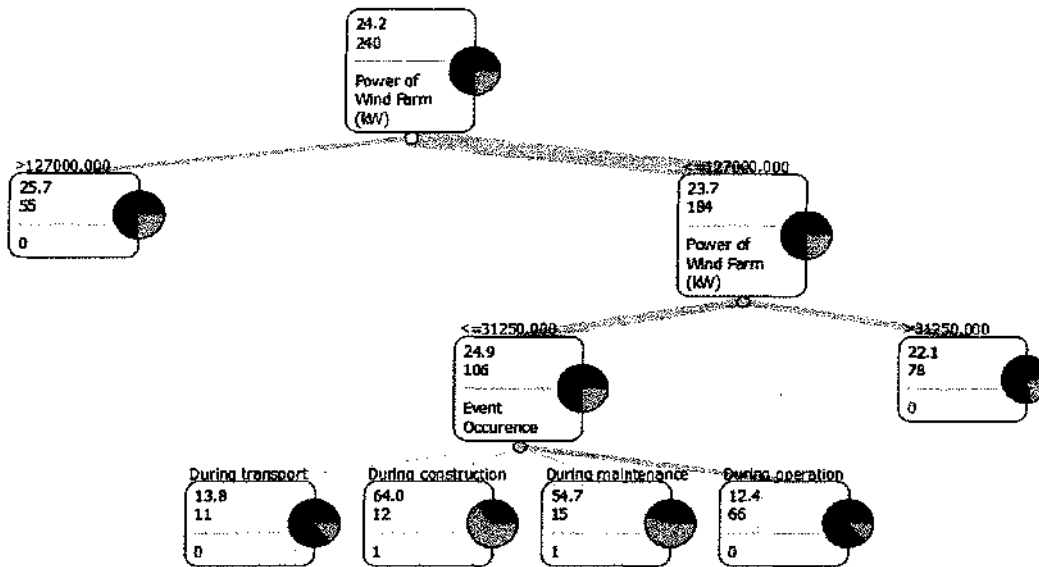 24.2
240
Power of
Wind Farm
(kW)
>127000.000
25.7
55
0
<=127000.000
23.7
184
Power of
Wind Farm
(kW)
<=31250.000
24.9
106
Event
Occurence
>31250.000
22.1
78
0
During transport
13.8
11
0
During construction
64.0
12
1
During maintenance
54.7
15
1
During operation
12.4
66
0